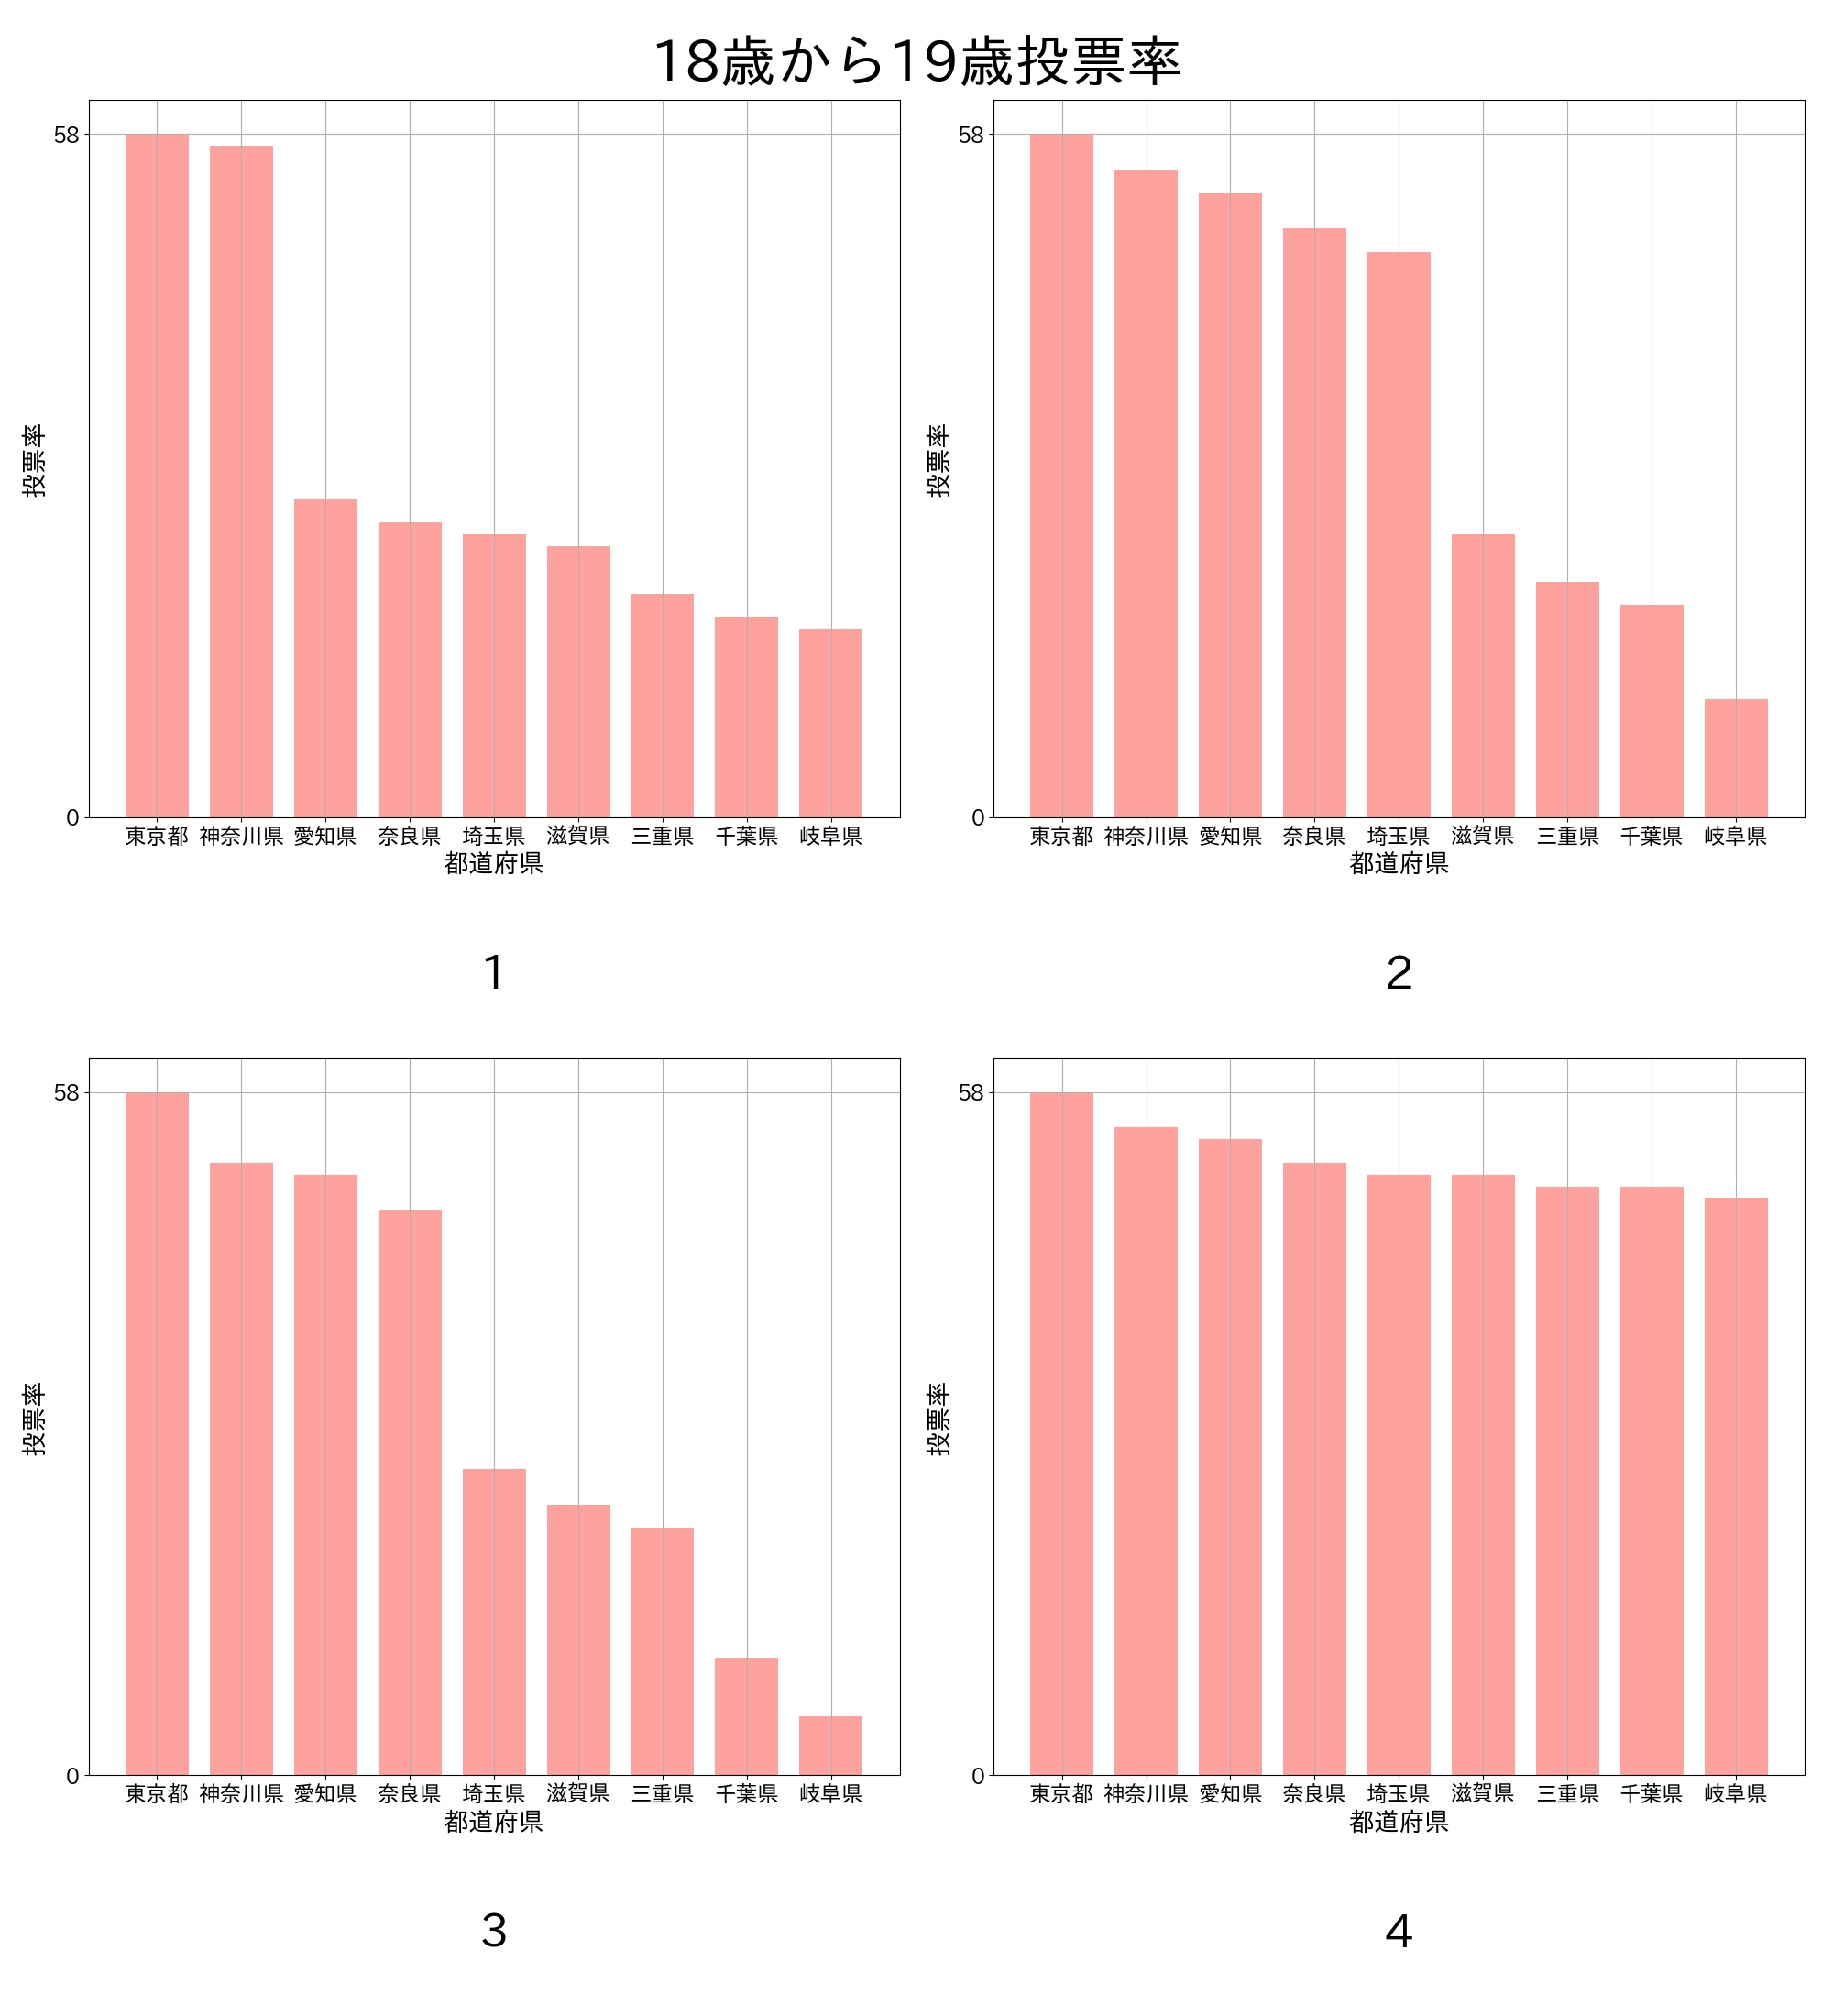 18歳から19歳投票率
58
0
投票率
東京都 神奈川県 愛知県 奈良県 埼玉県 滋賀県 三重県 千葉県 岐阜県
都道府県
1
58
0
投票率
東京都 神奈川県 愛知県 奈良県 埼玉県 滋賀県 三重県 千葉県 岐阜県
都道府県
2
58
0
投票率
東京都 神奈川県 愛知県 奈良県 埼玉県 滋賀県 三重県 千葉県 岐阜県
都道府県
3
58
0
投票率
東京都 神奈川県 愛知県 奈良県 埼玉県 滋賀県 三重県 千葉県 岐阜県
都道府県
4